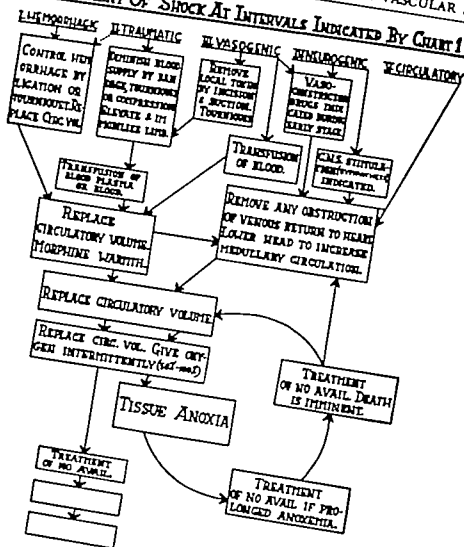 VASCULAR
OF SHOCK AT INTERVALS INDICATED BY CHART 1
I. HEMORRHAGIC
II. TRAUMATIC
III. VASOGENIC
IV. NEUROGENIC
V. CIRCULATORY
CONTROL HEM
ORRHAGE BY
LICATION OR
TOURNIQUET. RE
PLACE CIRC. VOL.
DIMINISH BLOOD
SUPPLY BY BAN
DAGE, TOURNIQUET
OR COMPRESSION.
ELEVATE & IM
MOBILIZE LIMB.
REMOVE
LOCAL TOXINS
BY INCISION
& SUCTION.
TOURNIQUET
VASO-
CONSTRICTION
DRUGS INDI
CATED DURING
EARLY STAGE.
TRANSFUSION OF
BLOOD PLASMA
OR BLOOD.
TRANSFUSION
OF BLOOD.
C.N.S. STIMULA-
INDICATED.
REPLACE
CIRCULATORY
VOLUME.
MORPHINE WARMTH.
REMOVE ANY OBSTRUCTION
OF VENOUS RETURN TO HEART
LOWER HEAD TO INCREASE
MEDULLARY CIRCULATION.
REPLACE CIRCULATORY VOLUME
REPLACE CIRC. VOL. GIVE OXY-
GEN INTERMITTENTLY
TISSUE ANOXIA
TREATMENT
OF NO AVAIL. DEATH
IS IMMINENT.
TREATMENT
OF NO AVAIL.
TREATMENT
OF NO AVAIL IF PRO-
LONGED ANOXEMIA.